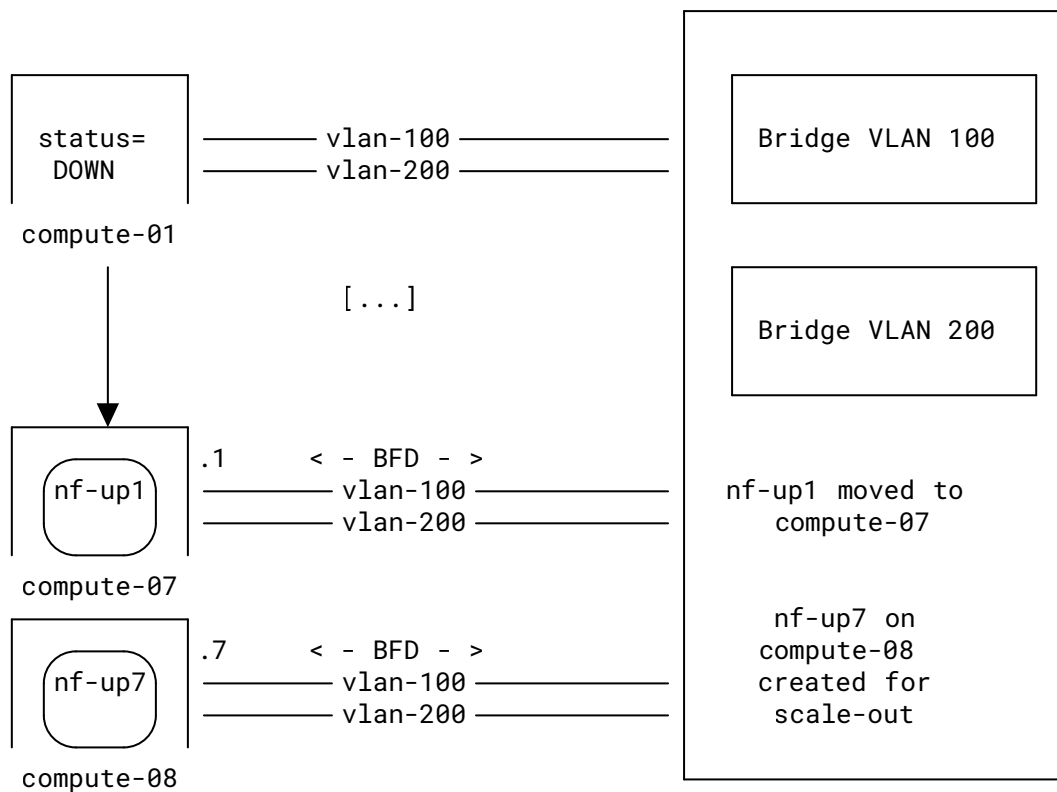 status=
DOWN
vlan-100
vlan-200
Bridge VLAN 100
compute-01
[...]
Bridge VLAN 200
.1
< - BFD - >
nf-up1
vlan-100
vlan-200
nf-up1 moved to
compute-07
compute-07
.7
< - BFD - >
nf-up7
vlan-100
vlan-200
nf-up7 on
compute-08
created for
scale-out
compute-08